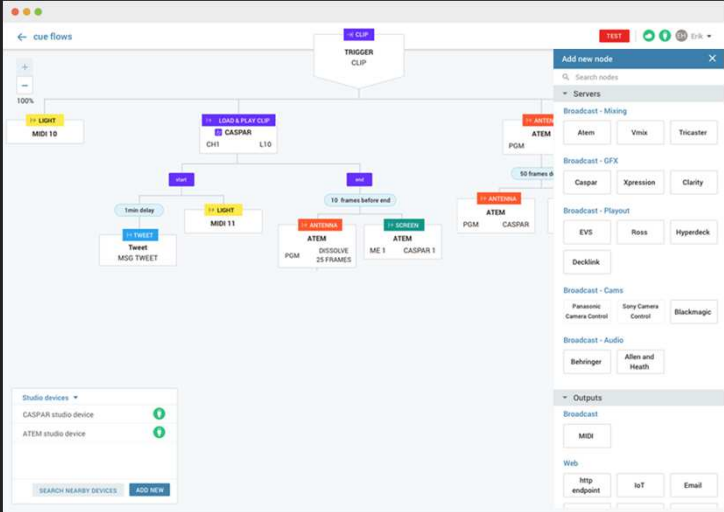 ← cue flows
TEST
EH Erik
100%
CLIP
TRIGGER
CLIP
LIGHT
MIDI 10
LOAD & PLAY CLIP
CASPAR
CH1 L10
start
1min delay
TWEET
Tweet
MSG TWEET
LIGHT
MIDI 11
end
10 frames before end
ANTENNA
ATEM
PGM DISSOLVE
25 FRAMES
SCREEN
ATEM
ME 1 CASPAR 1
ATEM
PGM
50 frames
ANTENNA
ATEM
PGM CASPAR
Studio devices
CASPAR studio device
ATEM studio device
SEARCH NEARBY DEVICES ADD NEW
Add new node
Search nodes
Servers
Broadcast - Mixing
Atem Vmix Tricaster
Broadcast - GFX
Caspar Xpression Clarity
Broadcast - Playout
EVS Ross Hyperdeck
Decklink
Broadcast - Cams
Panasonic Camera Control
Sony Camera Control
Blackmagic
Broadcast - Audio
Behringer
Allen and Heath
Outputs
Broadcast
MIDI
Web
http endpoint
IoT Email